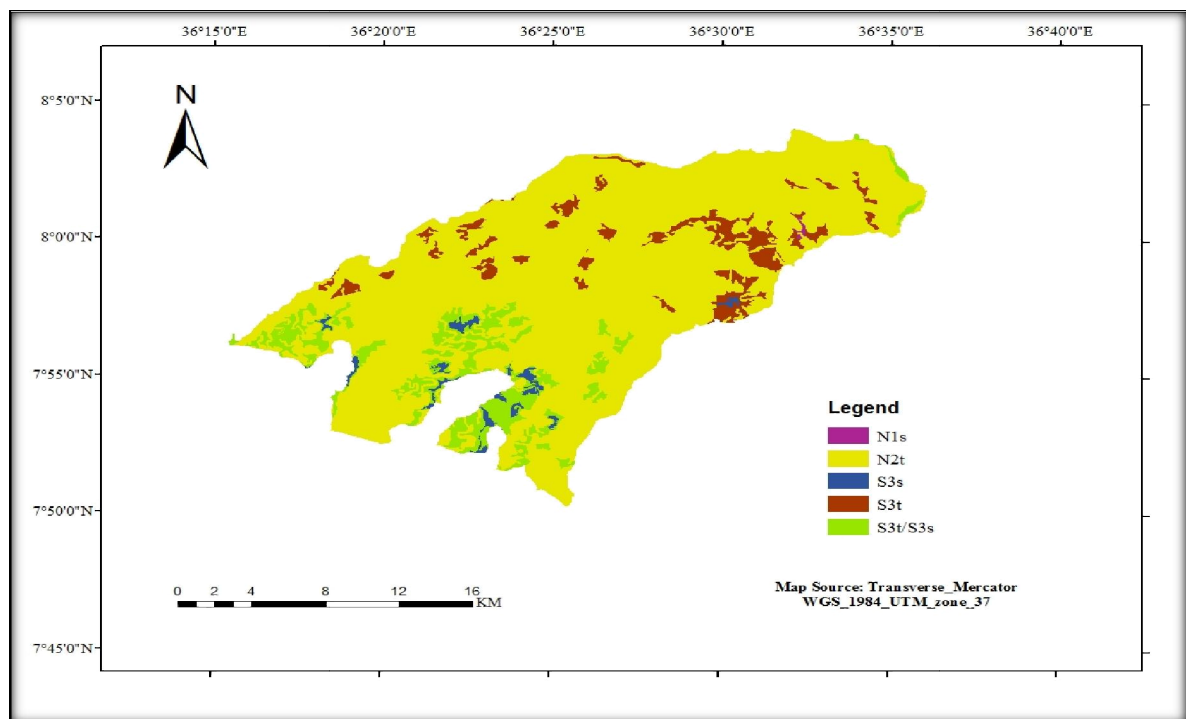 36°15'0"E 36°20'0"E 36°25'0"E 36°30'0"E 36°35'0"E 36°40'0"E
N
8°5'0"N
8°0'0"N
7°55'0"N
7°50'0"N
7°45'0"N
Legend
N1s
N2t
S3s
S3t
S3t/S3s
0 2 4 8 12 16
KM
Map Source: Transverse_Mercator
WGS_1984_UTM_zone_37